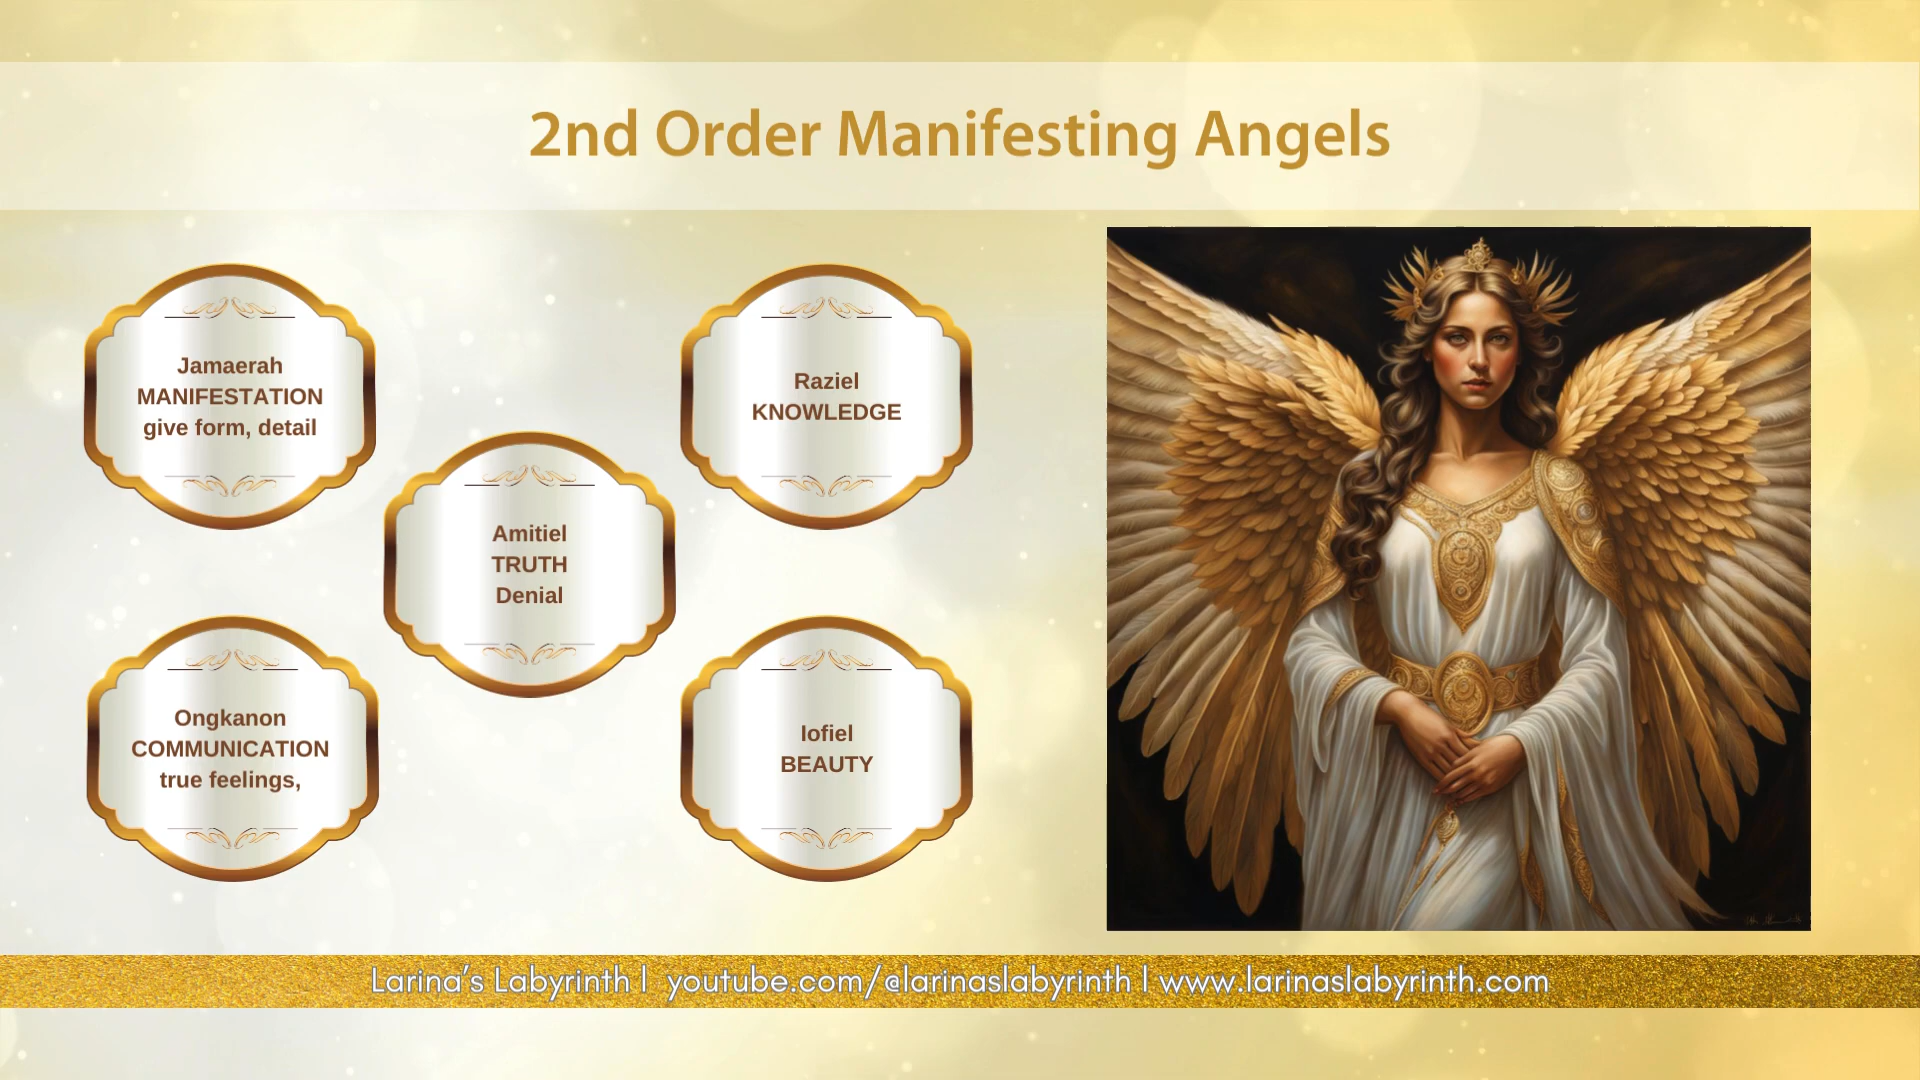 2nd Order Manifesting Angels
Jamaerah
MANIFESTATION
give form, detail
Raziel
KNOWLEDGE
Amitiel
TRUTH
Denial
Ongkanon
COMMUNICATION
true feelings,
Iofiel
BEAUTY
Larina's Labyrinth | youtube.com/@larinaslabyrinth | www.larinaslabyrinth.com